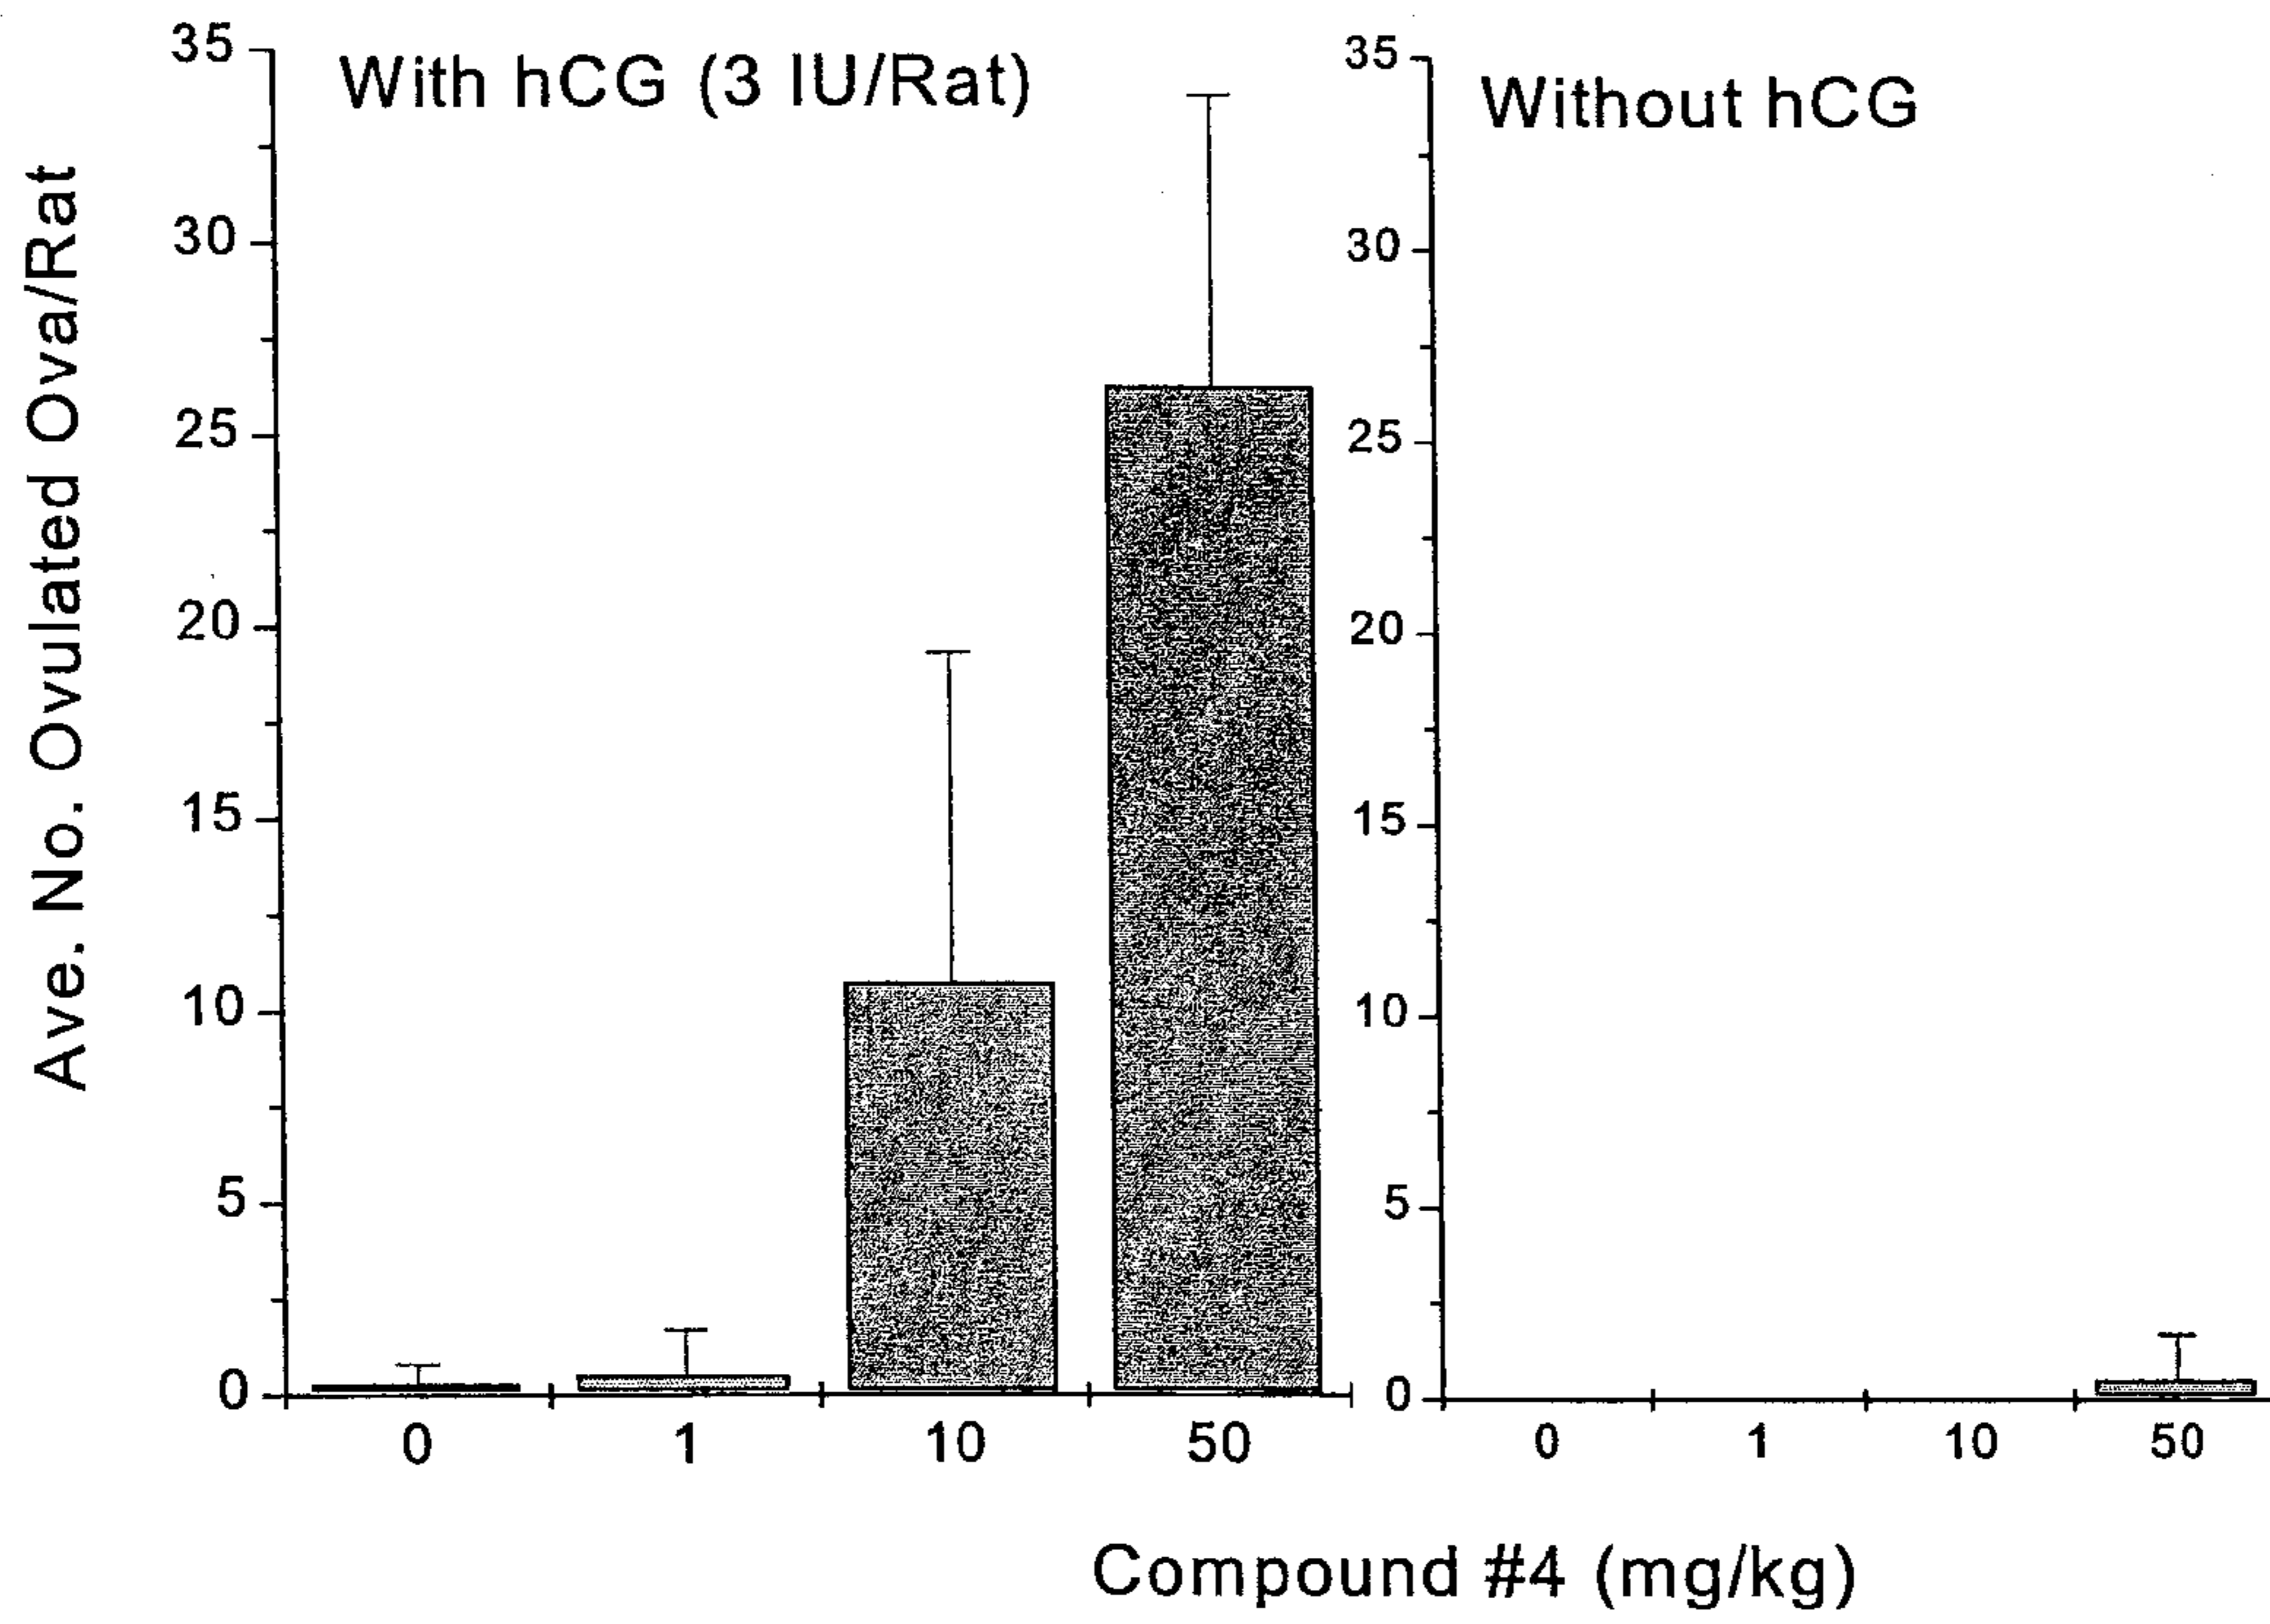 With hCG (3 IU/Rat)
Without hCG
Ave. No. Ovulated Ova/Rat
35
30
25
20
15
10
5
0
0 1 10 50
35
30
25
20
15
10
5
0
0 1 10 50
Compound #4 (mg/kg)